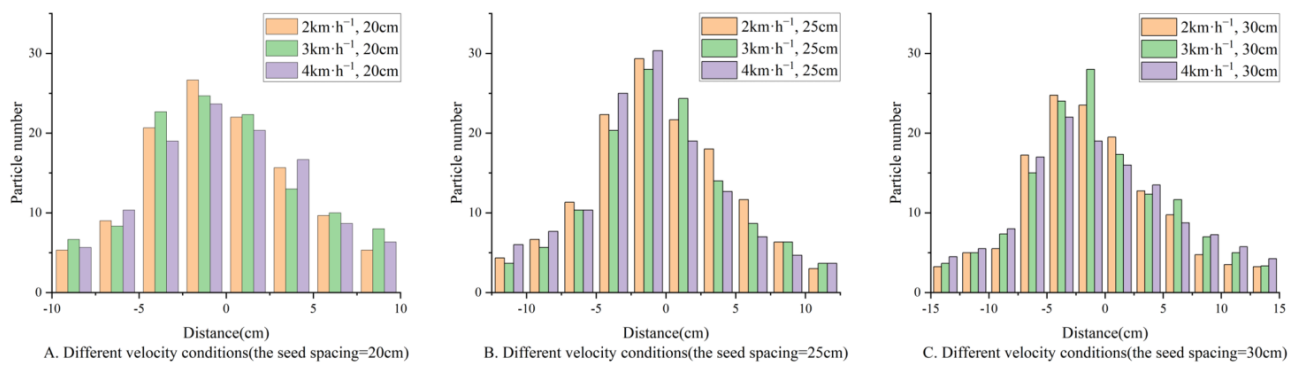 30
20
10
0
Particle number
2km·h⁻¹, 20cm
3km·h⁻¹, 20cm
4km·h⁻¹, 20cm
-10
-5
0
5
10
Distance(cm)
A. Different velocity conditions(the seed spacing=20cm)
30
20
10
0
Particle number
2km·h⁻¹, 25cm
3km·h⁻¹, 25cm
4km·h⁻¹, 25cm
-10
-5
0
5
10
Distance(cm)
B. Different velocity conditions(the seed spacing=25cm)
30
20
10
0
Particle number
2km·h⁻¹, 30cm
3km·h⁻¹, 30cm
4km·h⁻¹, 30cm
-15
-10
-5
0
5
10
15
Distance(cm)
C. Different velocity conditions(the seed spacing=30cm)